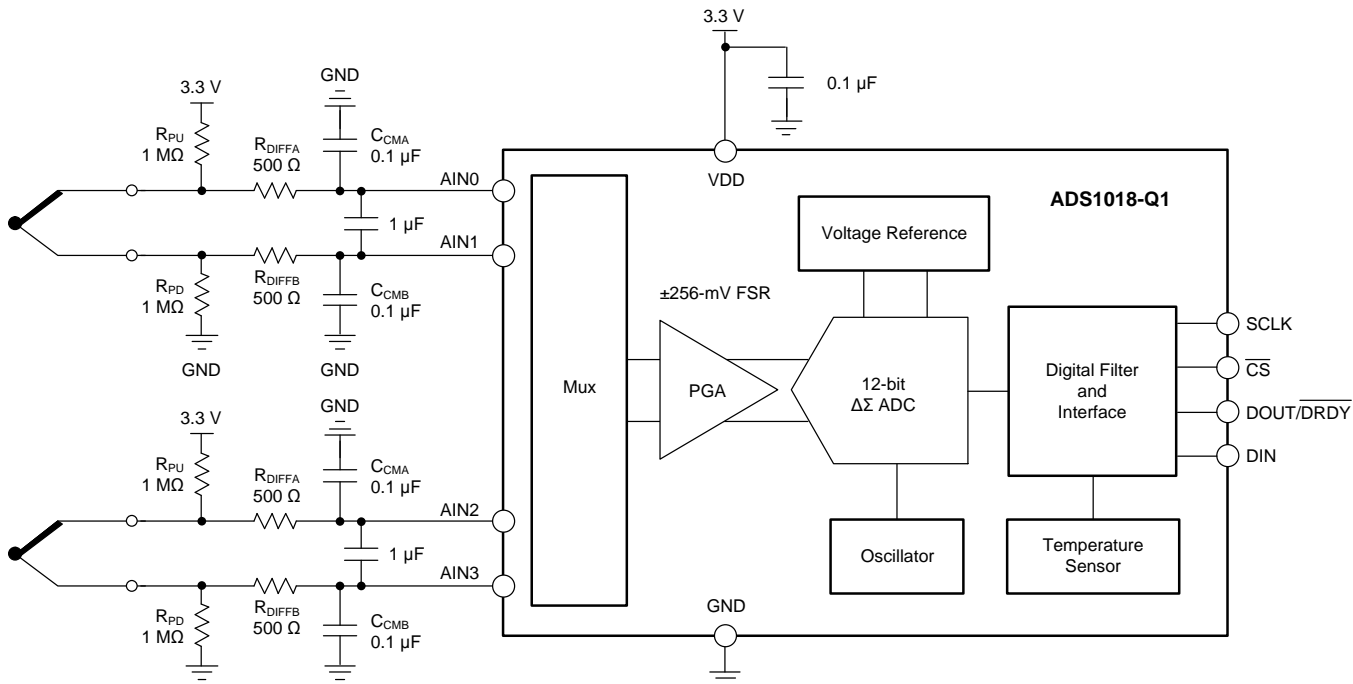 3.3 V
0.1 µF
VDD
3.3 V
GND
R_PU
1 MΩ
R_DIFFA
500 Ω
C_CMA
0.1 µF
AIN0
1 µF
AIN1
R_PD
1 MΩ
R_DIFFB
500 Ω
C_CMB
0.1 µF
GND
GND
3.3 V
GND
R_PU
1 MΩ
R_DIFFA
500 Ω
C_CMA
0.1 µF
AIN2
1 µF
AIN3
R_PD
1 MΩ
R_DIFFB
500 Ω
C_CMB
0.1 µF
ADS1018-Q1
Mux
±256-mV FSR
PGA
Voltage Reference
12-bit
ΔΣ ADC
Oscillator
Digital Filter
and
Interface
Temperature
Sensor
SCLK
C̅S̅
DOUT/D̅R̅D̅Y̅
DIN
GND